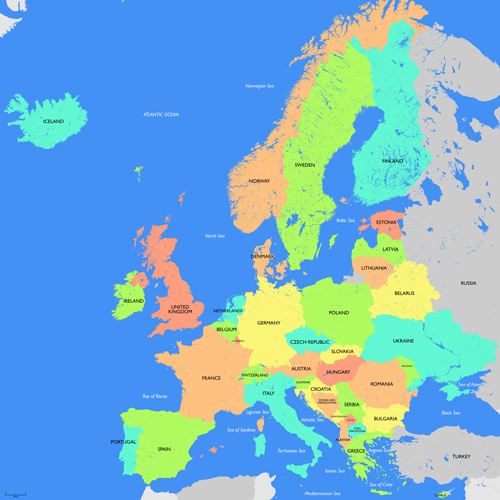 Norwegian Sea
ICELAND
ATLANTIC OCEAN
FINLAND
SWEDEN
NORWAY
Baltic Sea
ESTONIA
North Sea
LATVIA
DENMARK
LITHUANIA
RUSSIA
BELARUS
IRELAND
UNITED
KINGDOM
NETHERLANDS
POLAND
GERMANY
BELGIUM
UKRAINE
CZECH REPUBLIC
SLOVAKIA
AUSTRIA
HUNGARY
SWITZERLAND
FRANCE
ROMANIA
Sea of Azov
SLOVENIA
CROATIA
ITALY
Bay of Biscay
SERBIA
Ligurian Sea
Black Sea
Adriatic Sea
BULGARIA
Sea of Sardinia
PORTUGAL
SPAIN
ALBANIA
GREECE
Aegean Sea
Tyrrhenian Sea
TURKEY
Ionian Sea
Sea of Crete
Mediterranean Sea